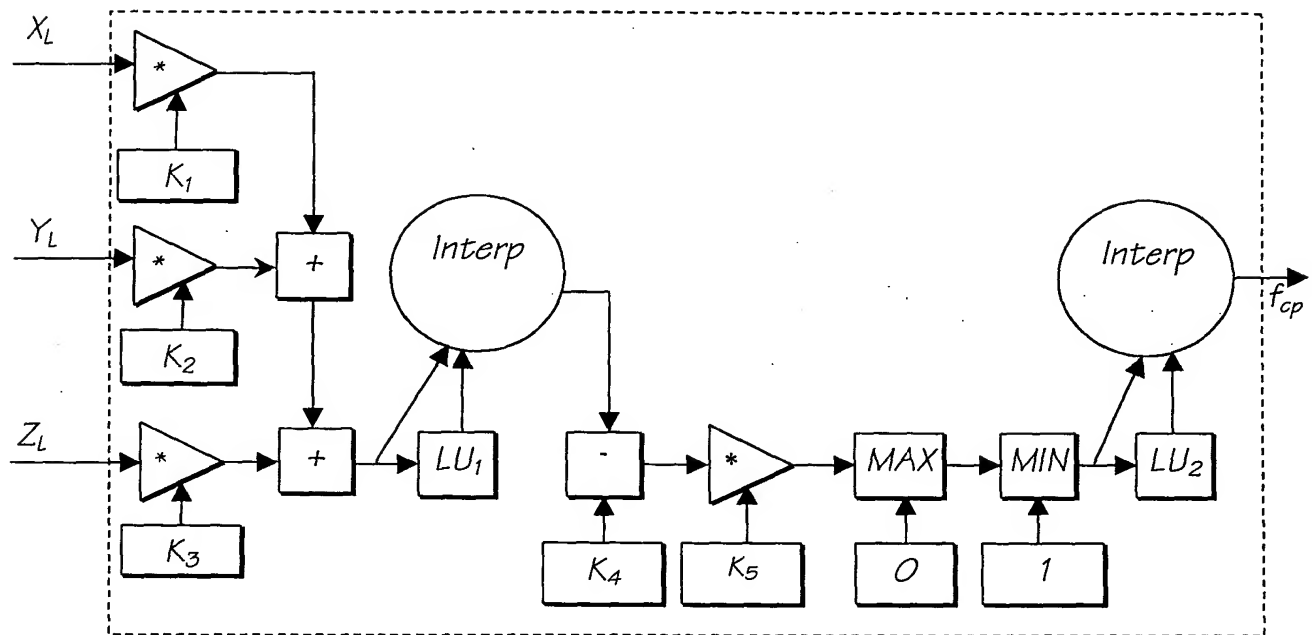 X_L
*
K_1
Y_L
*
+
Interp
Interp
f_cp
K_2
Z_L
*
+
LU_1
-
*
MAX
MIN
LU_2
K_3
K_4
K_5
0
1